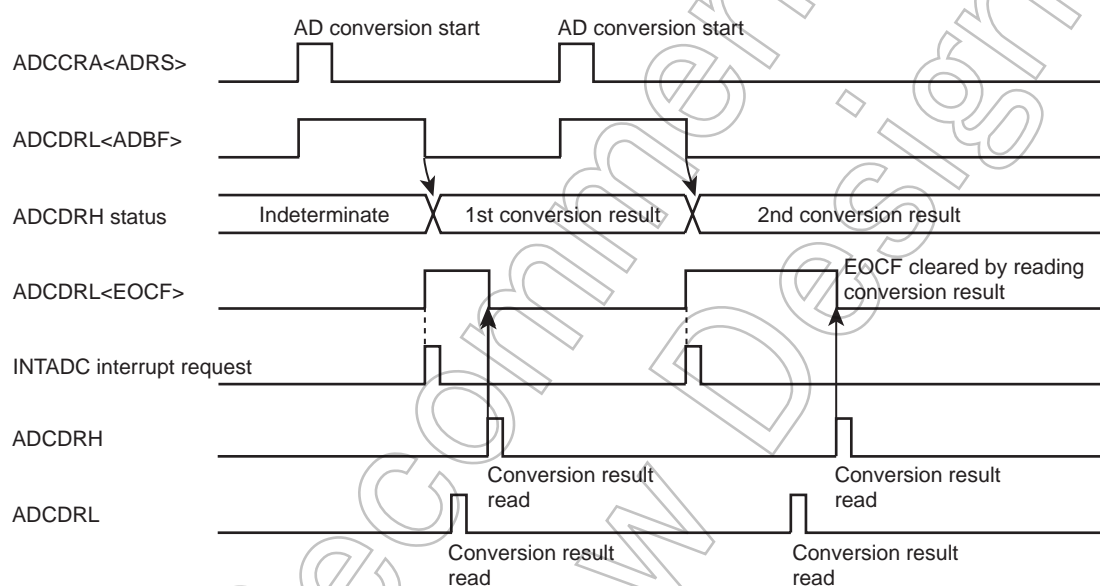 AD conversion start AD conversion start
ADCCRA<ADRS>
ADCDRL<ADBF>
ADCDRH status Indeterminate 1st conversion result 2nd conversion result
EOCF cleared by reading
ADCDRL<EOCF> conversion result
INTADC interrupt request
ADCDRH
Conversion result Conversion result
read read
ADCDRL
Conversion result Conversion result
read read
ecommen
w Design